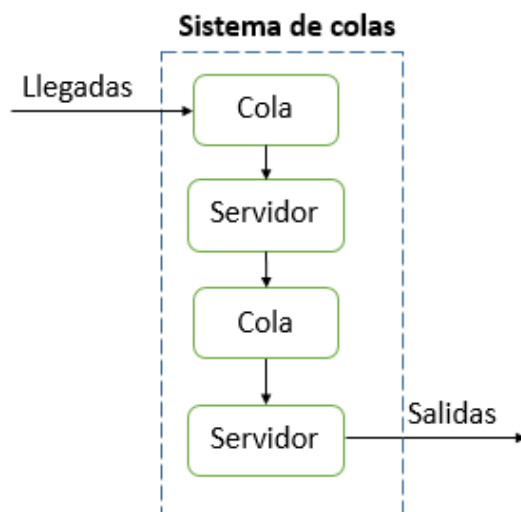 Sistema de colas
Llegadas
Cola
Servidor
Cola
Servidor
Salidas